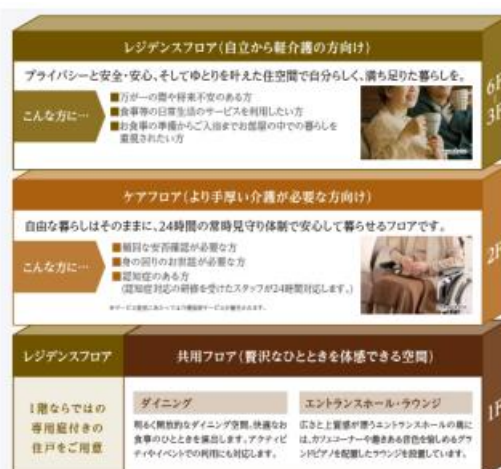 レジデンスフロア（自立から軽介護の方向け）
プライバシーと安全・安心、そしてゆとりを叶えた住空間で自分らしく、満ち足りた暮らしを。
こんな方に…
■万が一の際や将来不安のある方
■食事等の日常生活のサービスを利用したい方
■お食事の準備からご入浴までお部屋の中での暮らしを
重視されたい方
6F
3F
ケアフロア（より手厚い介護が必要な方向け）
自由な暮らしはそのままに、24時間の常時見守り体制で安心して暮らせるフロアです。
こんな方に…
■頻回な安否確認が必要な方
■身の回りのお世話が必要な方
■認知症のある方
（認知症対応の研修を受けたスタッフが24時間対応します。）
2F
レジデンスフロア
1階ならではの
専用庭付きの
住戸をご用意
共用フロア（贅沢なひとときを体感できる空間）
ダイニング
明るく開放的なダイニング空間。快適なお
食事のひとときを演出します。アクティビ
ティやイベントでの利用にも対応します。
エントランスホール・ラウンジ
広さと上質感が漂うエントランスホールの奥に
は、カフェコーナーや趣きある音色を愉しめるグラ
ンドピアノを配置したラウンジを設置しています。
1F